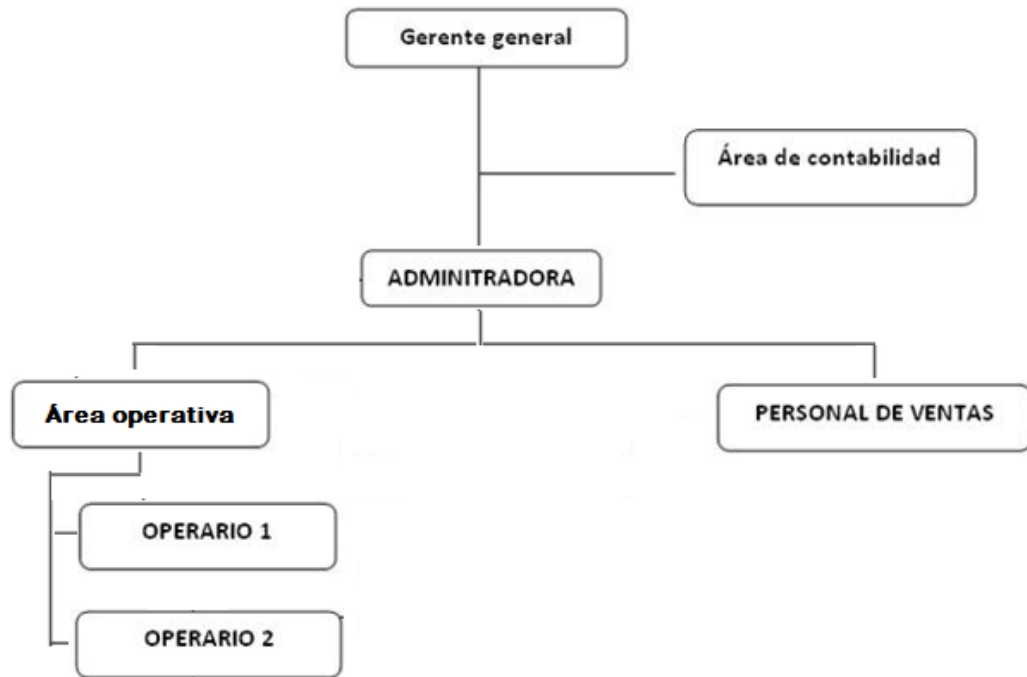 Gerente general
Área de contabilidad
ADMINITRADORA
Área operativa
PERSONAL DE VENTAS
OPERARIO 1
OPERARIO 2